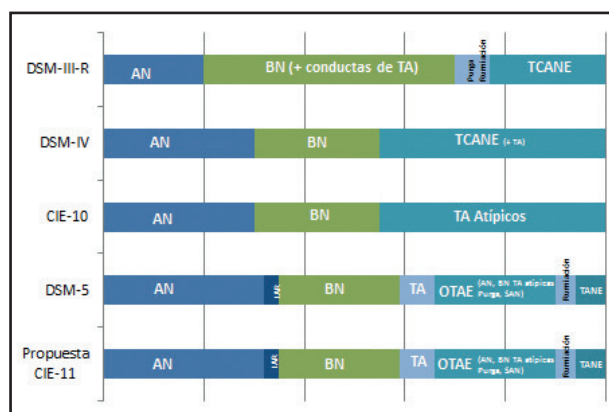 DSM-III-R
AN
BN (+ conductas de TA)
Purga
Rumiación
TCANE
DSM-IV
AN
BN
TCANE (+ TA)
CIE-10
AN
BN
TA Atípicos
DSM-5
AN
BN
TA
OTAE (AN, BN TA atípicas
Purga, SAN)
Rumiación
TANE
Propuesta
CIE-11
AN
BN
TA
OTAE (AN, BN TA atípicas
Purga, SAN)
Rumiación
TANE